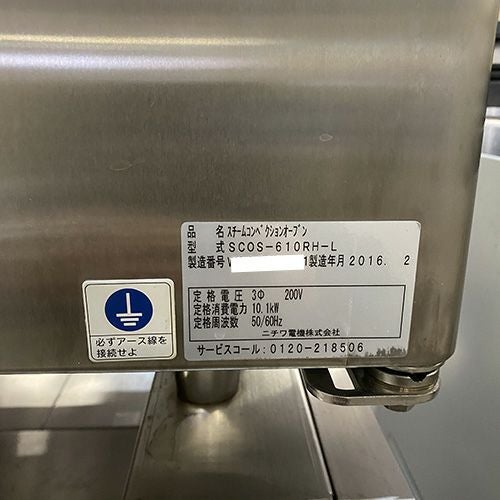 品 名 スチームコンベクションオーブン
型 式 SCOS-610RH-L
製造番号 1製造年月 2016. 2
定格電圧 3Φ 200V
定格消費電力 10.1kW
定格周波数 50/60Hz
ニチワ電機株式会社
サービスコール:0120-218506
必ずアース線を
接続せよ